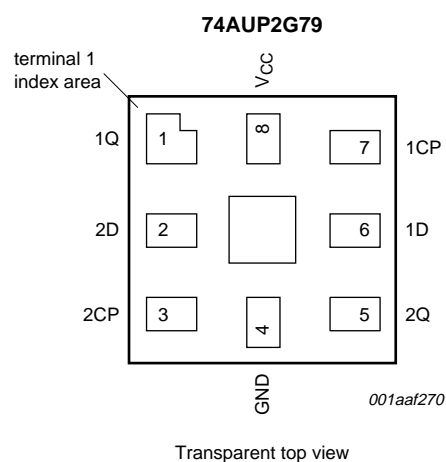 74AUP2G79
terminal 1
index area
VCC
1Q 1 8 7 1CP
2D 2 6 1D
2CP 3 4 5 2Q
GND
001aaf270
Transparent top view